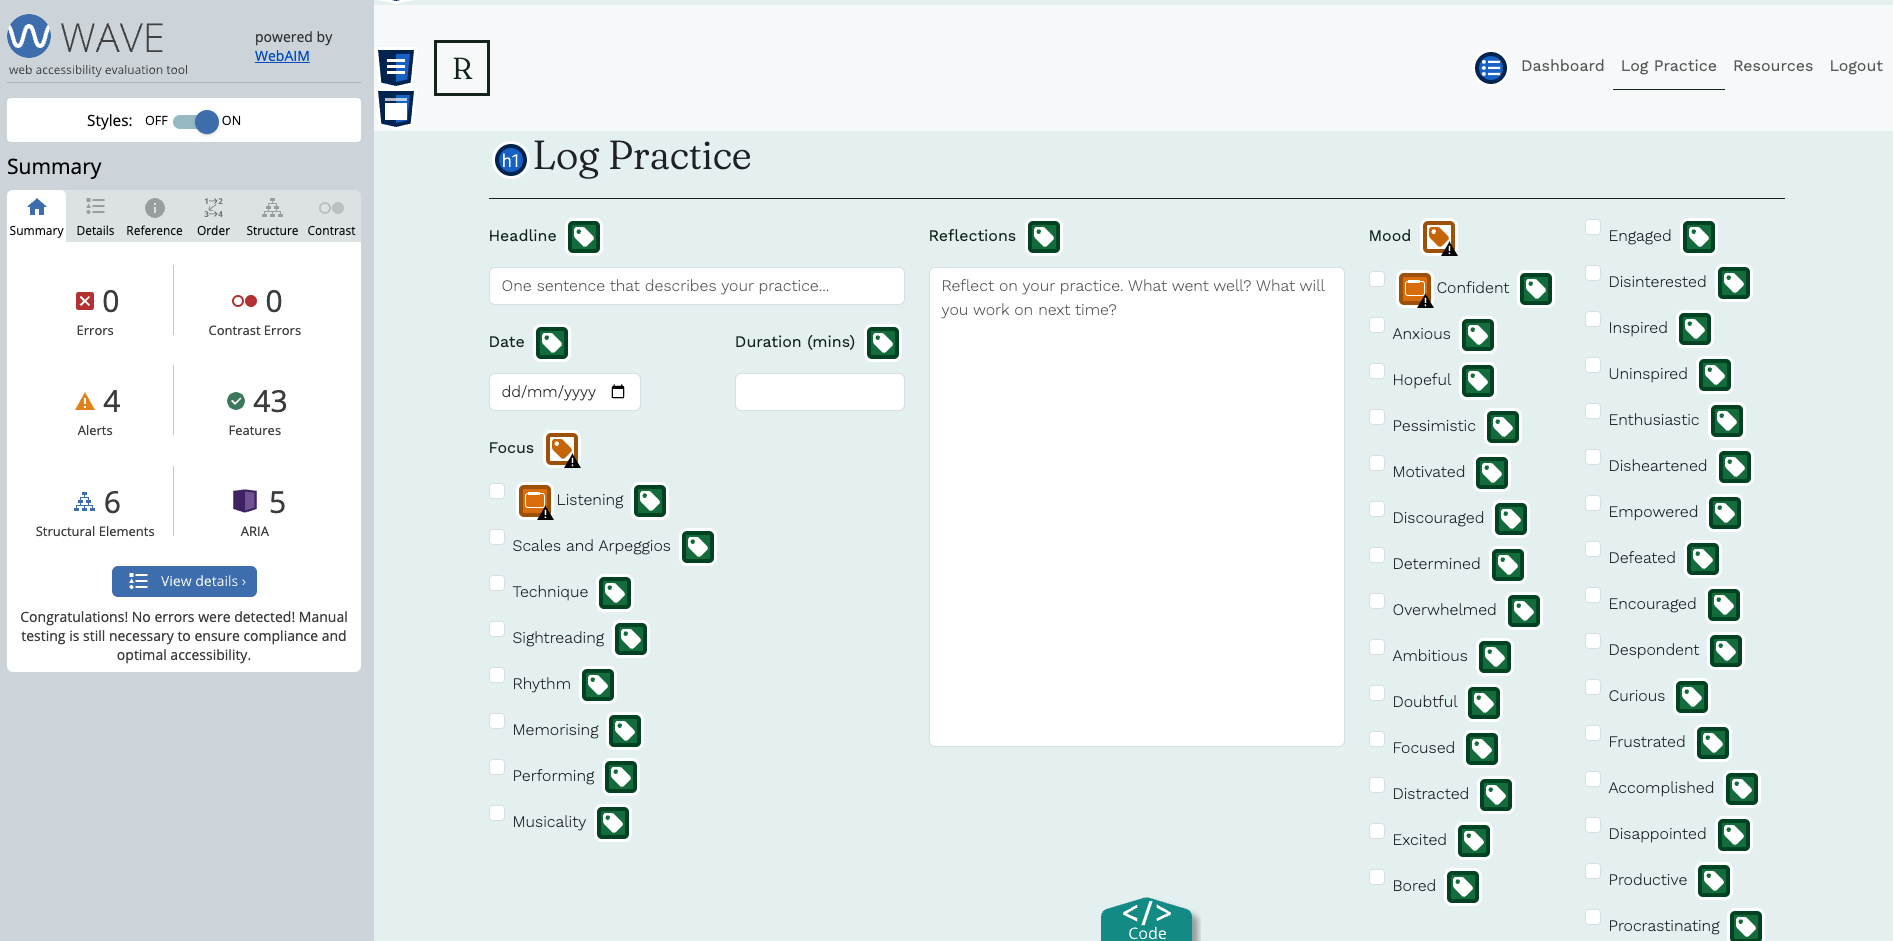 WAVE
web accessibility evaluation tool
powered by
WebAIM
Styles: OFF ON
Summary
Summary Details Reference Order Structure Contrast
0
Errors
0
Contrast Errors
4
Alerts
43
Features
6
Structural Elements
5
ARIA
View details ›
Congratulations! No errors were detected! Manual
testing is still necessary to ensure compliance and
optimal accessibility.
R
Dashboard Log Practice Resources Logout
h1 Log Practice
Headline
One sentence that describes your practice...
Date
Duration (mins)
dd/mm/yyyy
Focus
Listening
Scales and Arpeggios
Technique
Sightreading
Rhythm
Memorising
Performing
Musicality
Reflections
Reflect on your practice. What went well? What will
you work on next time?
Mood
Confident
Anxious
Hopeful
Pessimistic
Motivated
Discouraged
Determined
Overwhelmed
Ambitious
Doubtful
Focused
Distracted
Excited
Bored
Engaged
Disinterested
Inspired
Uninspired
Enthusiastic
Disheartened
Empowered
Defeated
Encouraged
Despondent
Curious
Frustrated
Accomplished
Disappointed
Productive
Procrastinating
</>
Code